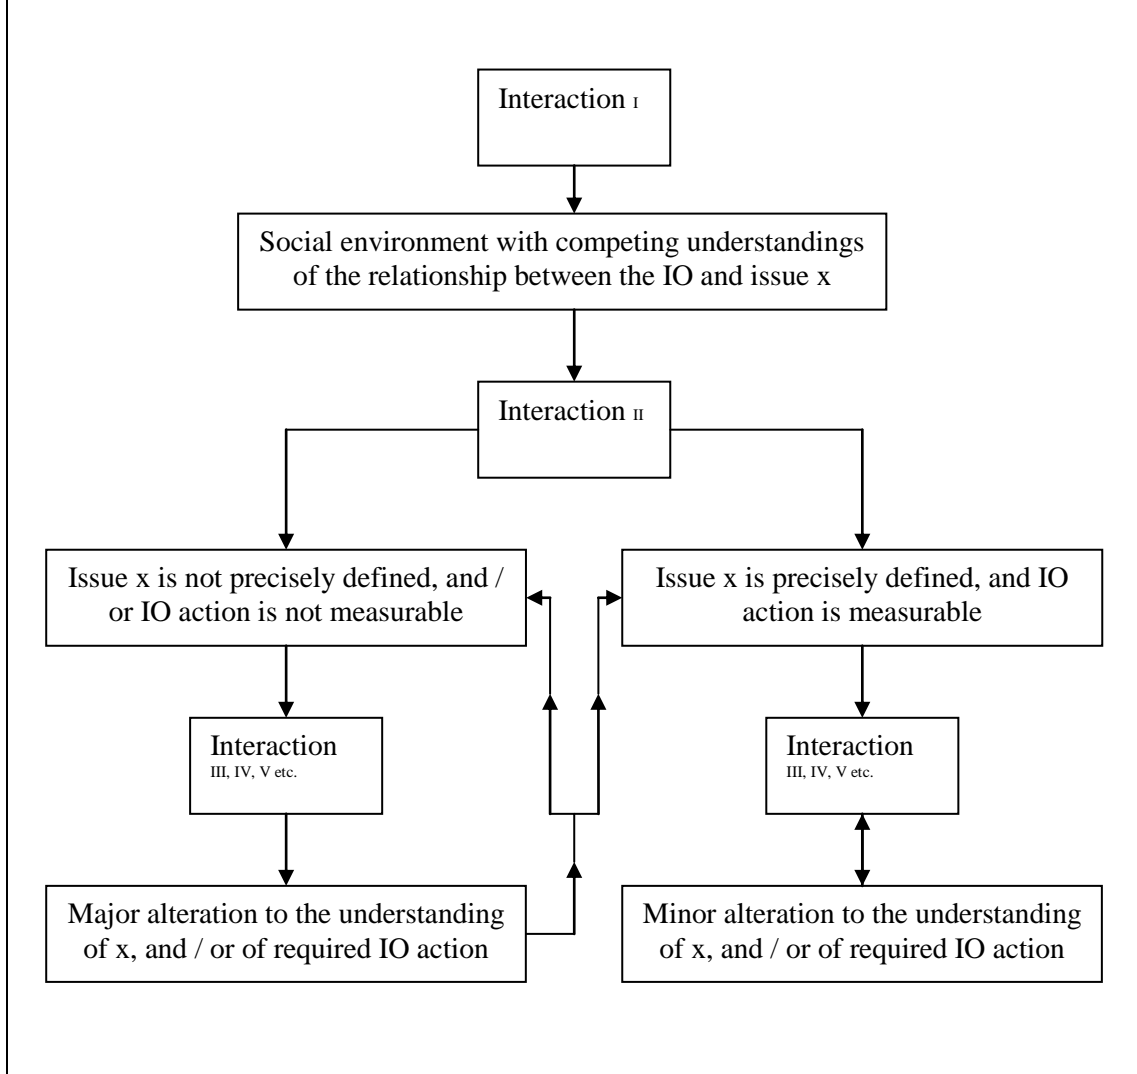 Interaction I
Social environment with competing understandings
of the relationship between the IO and issue x
Interaction II
Issue x is not precisely defined, and /
or IO action is not measurable
Issue x is precisely defined, and IO
action is measurable
Interaction
III, IV, V etc.
Interaction
III, IV, V etc.
Major alteration to the understanding
of x, and / or of required IO action
Minor alteration to the understanding
of x, and / or of required IO action